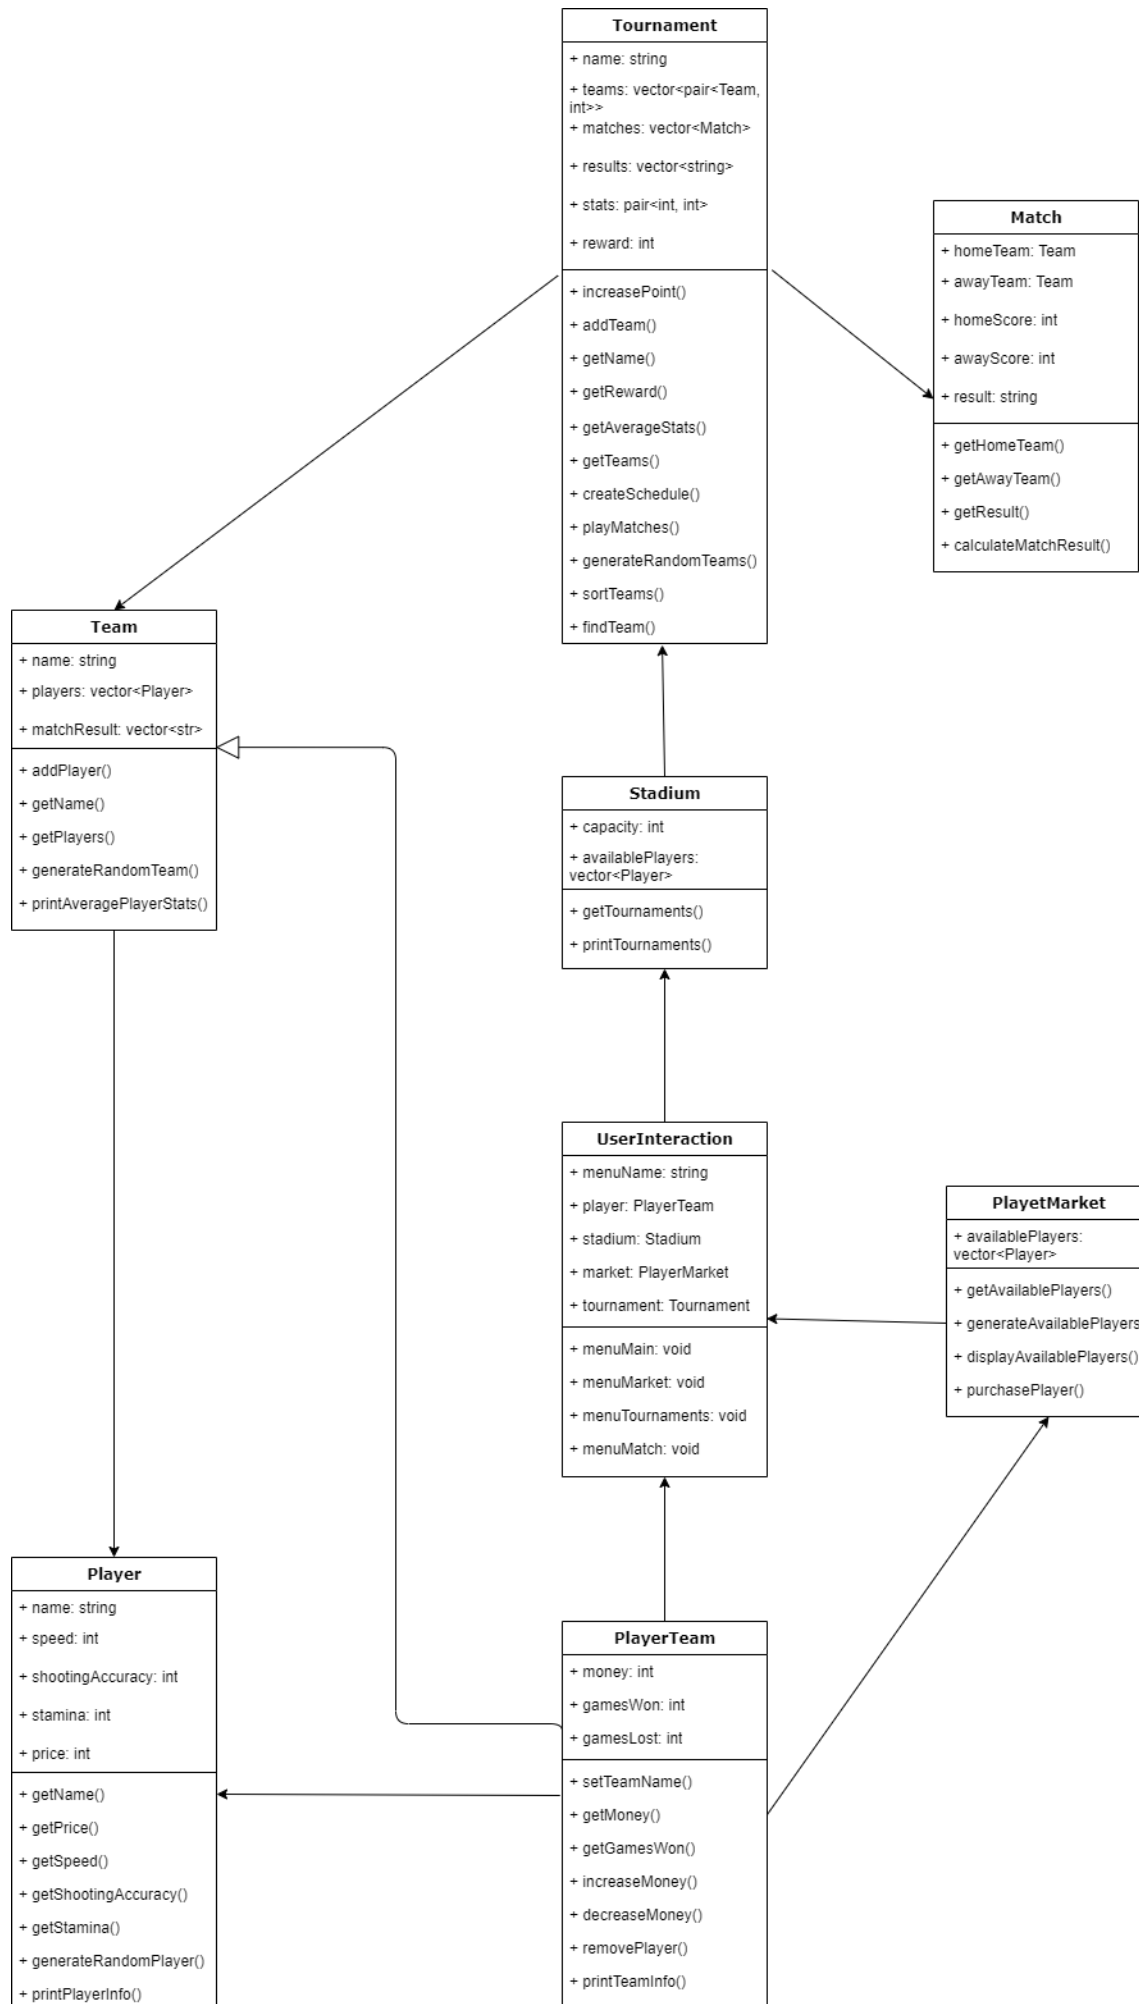 Tournament
+ name: string
+ teams: vector<pair<Team,
int>>
+ matches: vector<Match>
+ results: vector<string>
+ stats: pair<int, int>
+ reward: int
+ increasePoint()
+ addTeam()
+ getName()
+ getReward()
+ getAverageStats()
+ getTeams()
+ createSchedule()
+ playMatches()
+ generateRandomTeams()
+ sortTeams()
+ findTeam()
Match
+ homeTeam: Team
+ awayTeam: Team
+ homeScore: int
+ awayScore: int
+ result: string
+ getHomeTeam()
+ getAwayTeam()
+ getResult()
+ calculateMatchResult()
Team
+ name: string
+ players: vector<Player>
+ matchResult: vector<str>
+ addPlayer()
+ getName()
+ getPlayers()
+ generateRandomTeam()
+ printAveragePlayerStats()
Stadium
+ capacity: int
+ availablePlayers:
vector<Player>
+ getTournaments()
+ printTournaments()
UserInteraction
+ menuName: string
+ player: PlayerTeam
+ stadium: Stadium
+ market: PlayerMarket
+ tournament: Tournament
+ menuMain: void
+ menuMarket: void
+ menuTournaments: void
+ menuMatch: void
PlayetMarket
+ availablePlayers:
vector<Player>
+ getAvailablePlayers()
+ generateAvailablePlayers
+ displayAvailablePlayers()
+ purchasePlayer()
Player
+ name: string
+ speed: int
+ shootingAccuracy: int
+ stamina: int
+ price: int
+ getName()
+ getPrice()
+ getSpeed()
+ getShootingAccuracy()
+ getStamina()
+ generateRandomPlayer()
+ printPlayerInfo()
PlayerTeam
+ money: int
+ gamesWon: int
+ gamesLost: int
+ setTeamName()
+ getMoney()
+ getGamesWon()
+ increaseMoney()
+ decreaseMoney()
+ removePlayer()
+ printTeamInfo()